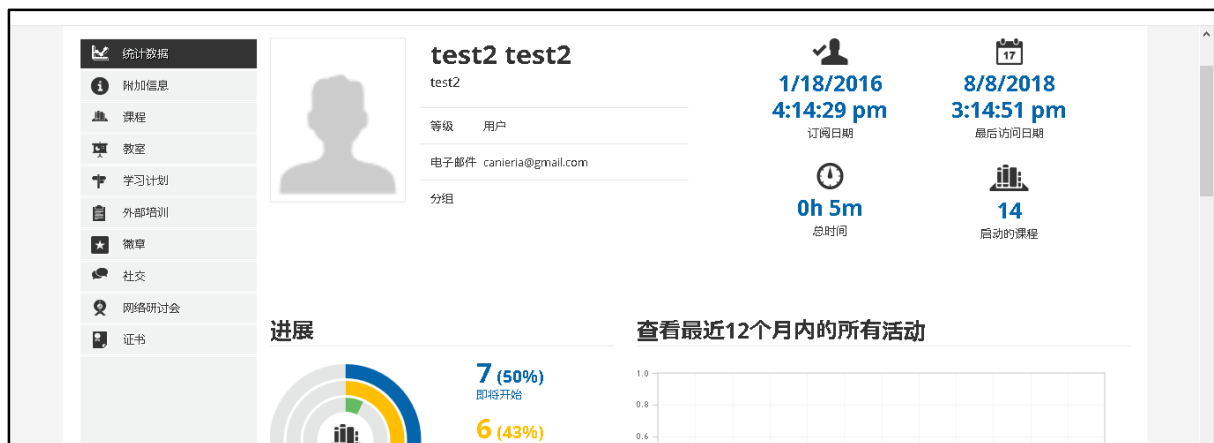 统计数据
附加信息
课程
教室
学习计划
外部培训
徽章
社交
网络研讨会
证书
test2 test2
test2
等级 用户
电子邮件 canieria@gmail.com
分组
1/18/2016
4:14:29 pm
订阅日期
17
8/8/2018
3:14:51 pm
最后访问日期
0h 5m
总时间
14
启动的课程
进展
7 (50%)
即将开始
6 (43%)
查看最近12个月内的所有活动
1.0
0.8
0.6